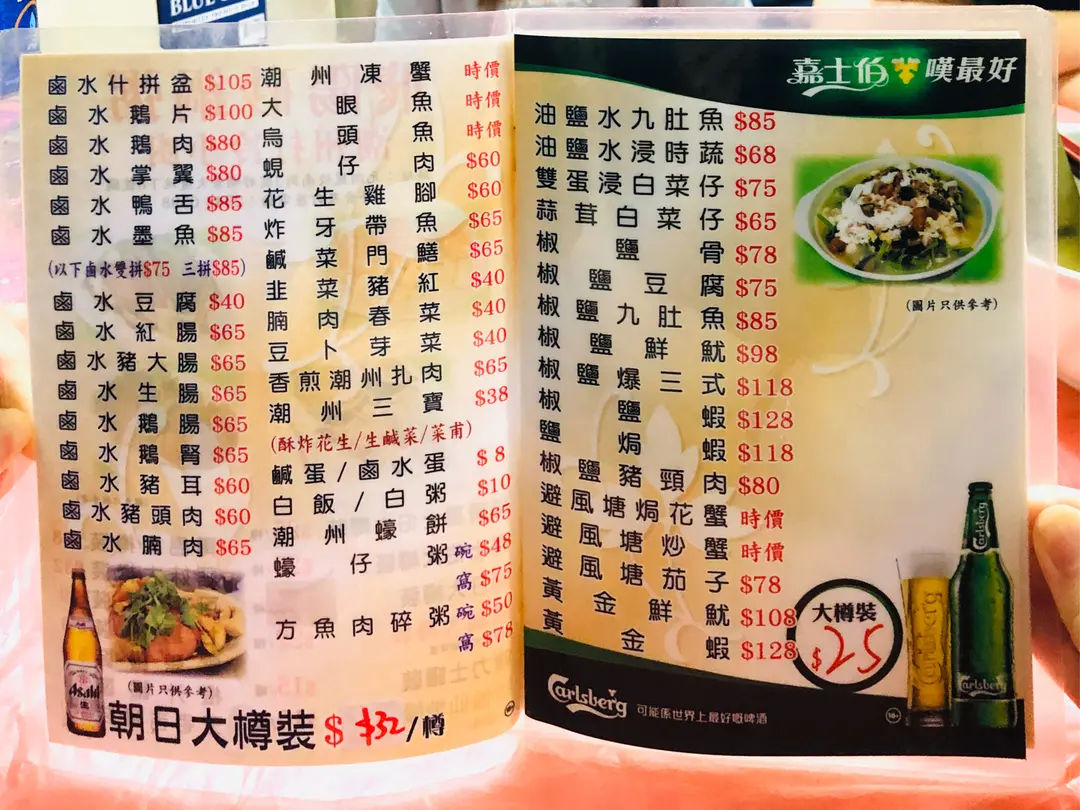 BLUE
鹵水什拼盆 $105
鹵水鵝片 $100
鹵水鵝肉 $80
鹵水掌翼 $80
鹵水鴨舌 $85
鹵水墨魚 $85
(以下鹵水雙拼$75 三拼$85)
鹵水豆腐 $40
鹵水紅腸 $65
鹵水豬大腸 $65
鹵水生腸 $65
鹵水鵝腸 $65
鹵水鵝腎 $65
鹵水豬耳 $60
鹵水豬頭肉 $60
鹵水腩肉 $65
潮州凍蟹 時價
大眼魚 時價
烏頭魚 時價
蜆仔肉 $60
花生雞腳 $60
炸牙帶魚 $65
鹹菜門鱔 $65
韭菜豬紅 $40
腩肉春菜 $40
豆卜芽菜 $40
香煎潮州扎肉 $65
潮州三寶 $38
(酥炸花生/生鹹菜/菜甫)
鹹蛋/鹵水蛋 $8
白飯/白粥 $10
潮州蠔餅 $65
蠔仔粥 碗 $48
窩 $75
方魚肉碎粥 碗 $50
窩 $78
Asahi
(圖片只供參考)
朝日大樽裝 $ $32/樽
嘉士伯 嘆最好
油鹽水九肚魚 $85
油鹽水浸時蔬 $68
雙蛋浸白菜仔 $75
蒜茸白菜仔 $65
椒鹽骨 $78
椒鹽豆腐 $75
椒鹽九肚魚 $85
椒鹽鮮魷 $98
椒鹽爆三式 $118
椒鹽蝦 $128
鹽焗蝦 $118
椒鹽豬頸肉 $80
避風塘焗花蟹 時價
避風塘炒蟹 時價
避風塘茄子 $78
黃金鮮魷 $108
黃金蝦 $128
(圖片只供參考)
大樽裝
$25
Carlsberg
Carlsberg
Carlsberg
Carlsberg
可能係世界上最好嘅啤酒
18+